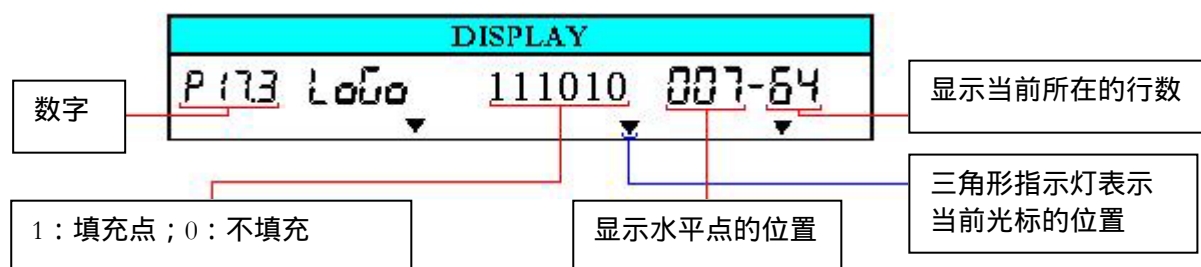 DISPLAY
P17.3 LoGo 111010 007-64
数字
显示当前所在的行数
三角形指示灯表示
当前光标的位置
1：填充点；0：不填充
显示水平点的位置